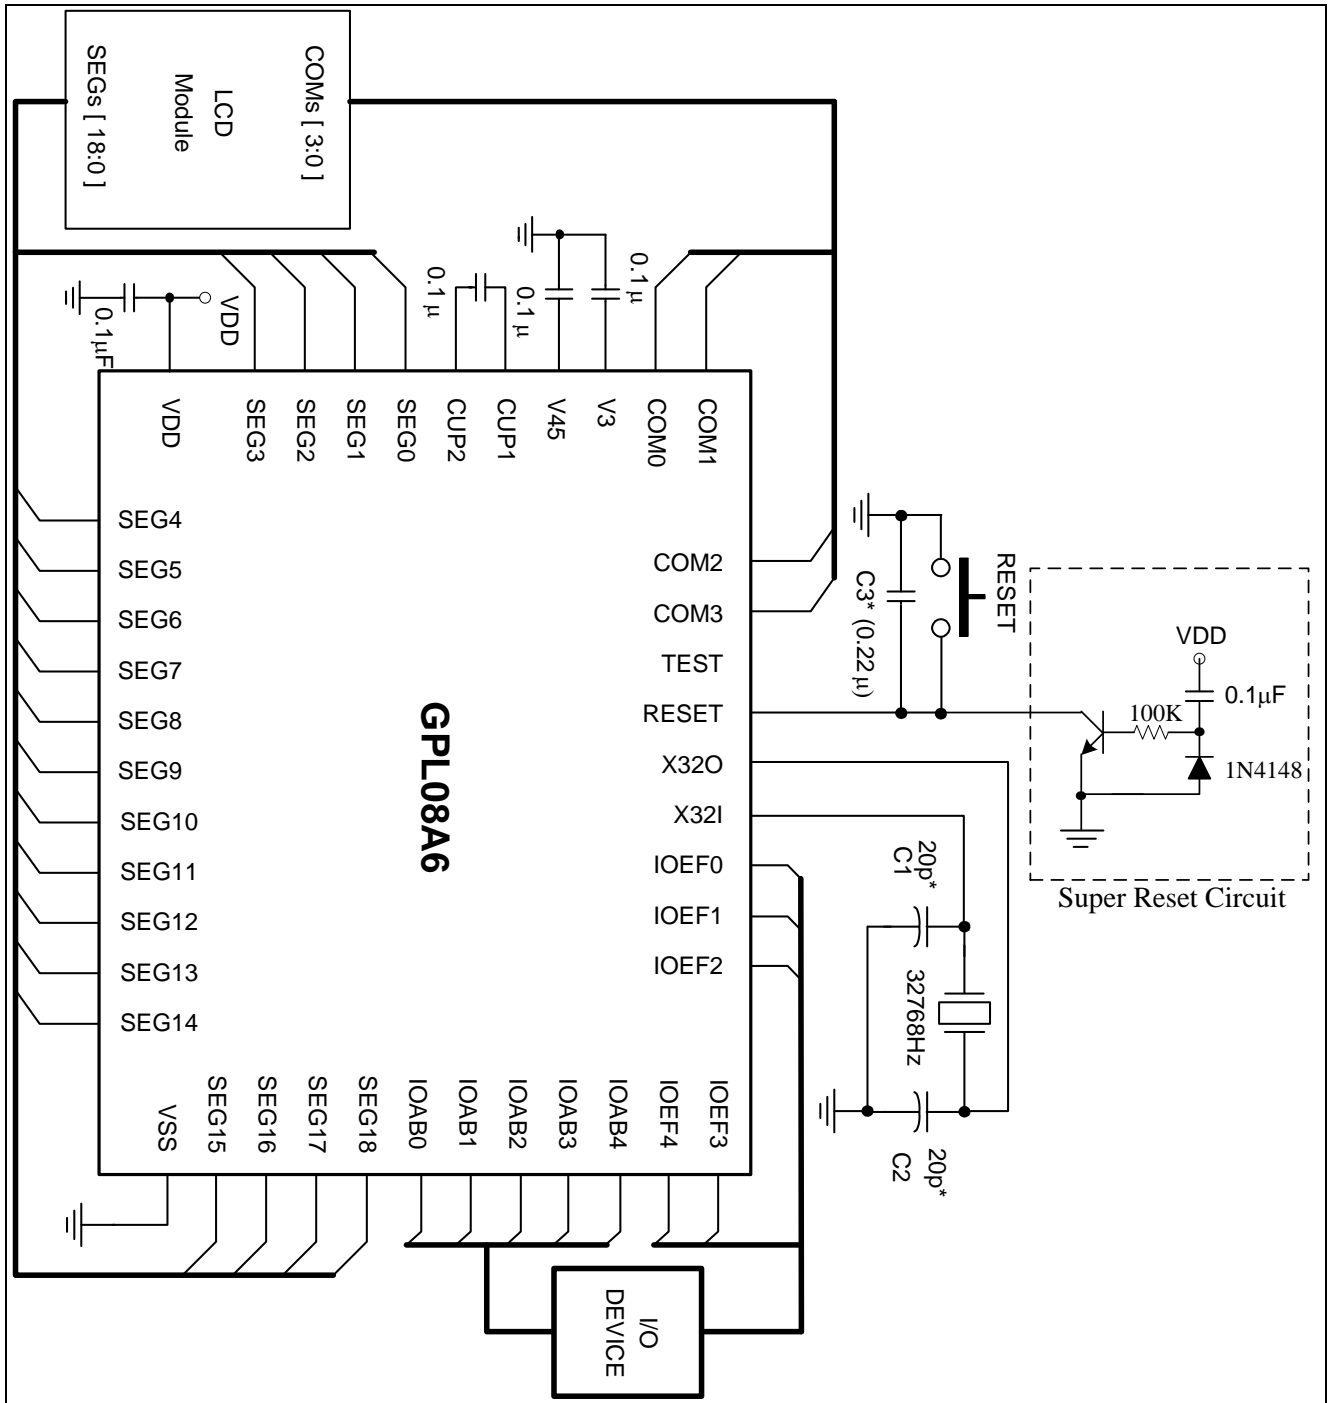 SEGs [ 18:0 ]
LCD
Module
COMs [ 3:0 ]
0.1μF
VDD
0.1 μ
0.1 μ
0.1 μ
VDD
SEG3
SEG2
SEG1
SEG0
CUP2
CUP1
V45
V3
COM0
COM1
SEG4
SEG5
SEG6
SEG7
SEG8
SEG9
SEG10
SEG11
SEG12
SEG13
SEG14
GPL08A6
COM2
COM3
TEST
RESET
X32O
X32I
IOEF0
IOEF1
IOEF2
VSS
SEG15
SEG16
SEG17
SEG18
IOAB0
IOAB1
IOAB2
IOAB3
IOAB4
IOEF4
IOEF3
C3* (0.22μ)
RESET
VDD
0.1μF
100K
1N4148
Super Reset Circuit
20p*
C1
32768Hz
20p*
C2
I/O
DEVICE